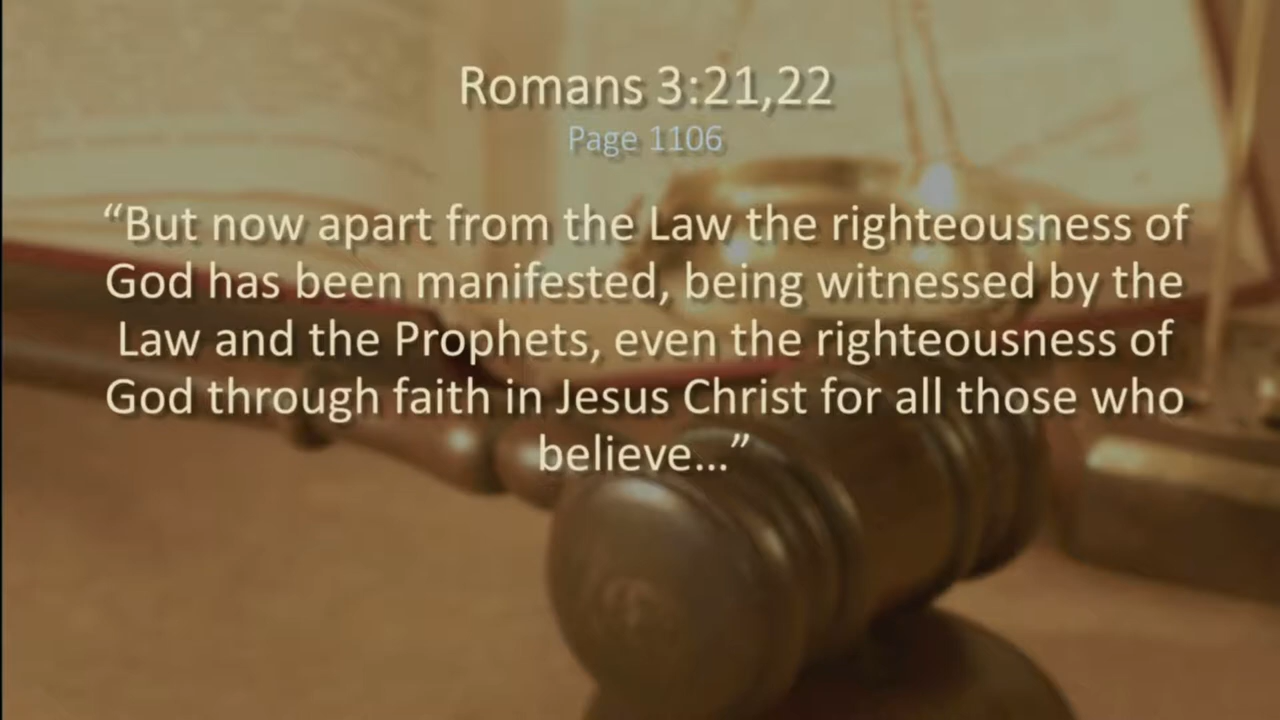 Romans 3:21,22
Page 1106
“But now apart from the Law the righteousness of
God has been manifested, being witnessed by the
Law and the Prophets, even the righteousness of
God through faith in Jesus Christ for all those who
believe...”